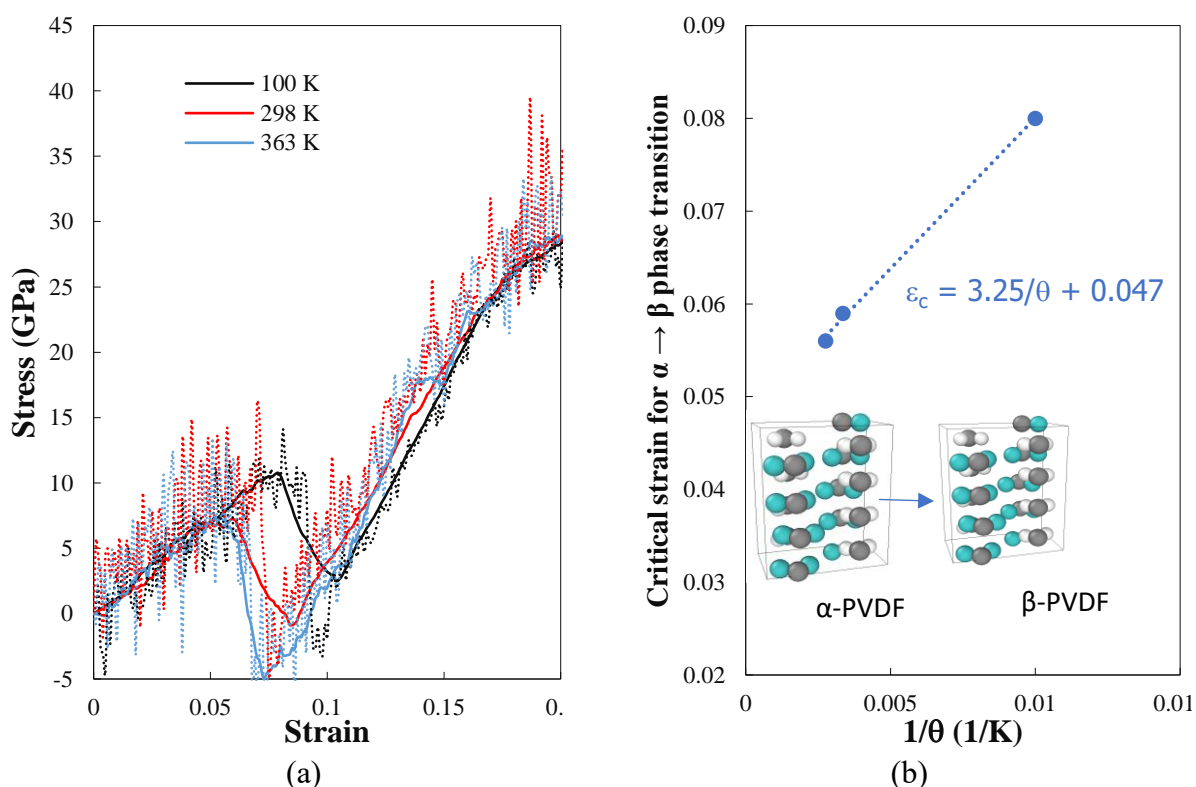 45
40
35
30
25
20
15
10
5
0
-5
Stress (GPa)
100 K
298 K
363 K
0
0.05
0.1
0.15
0.
Strain
(a)
0.09
0.08
0.07
0.06
0.05
0.04
0.03
0.02
Critical strain for α → β phase transition
εc = 3.25/θ + 0.047
α-PVDF
β-PVDF
0
0.005
0.01
0.01
1/θ (1/K)
(b)